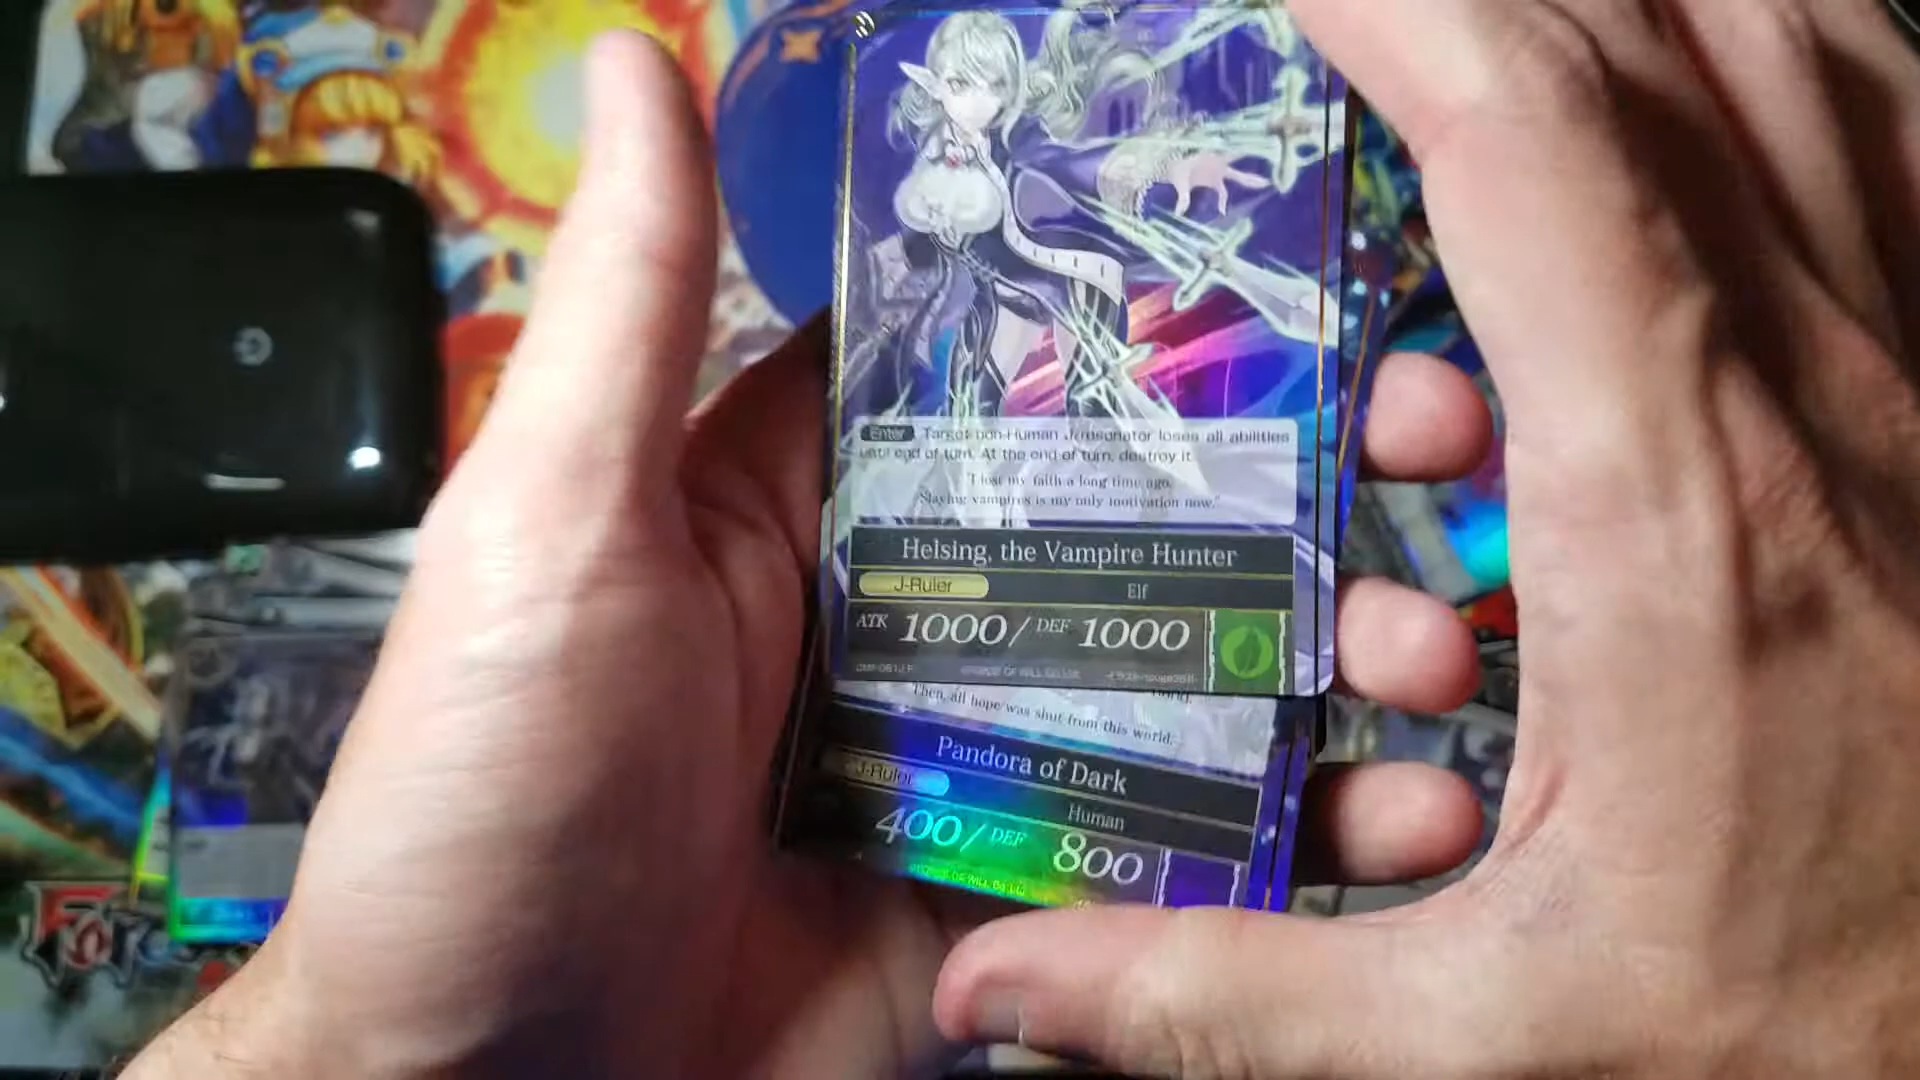 Enter Target non-Human J/resonator loses all abilities
until end of turn. At the end of turn, destroy it.
"I lost my faith a long time ago.
Slaying vampires is my only motivation now."
Helsing, the Vampire Hunter
J-Ruler Elf
ATK 1000/ DEF 1000
Then, all hope was shut from this world.
Pandora of Dark
J-Ruler
Human
400/ DEF 800